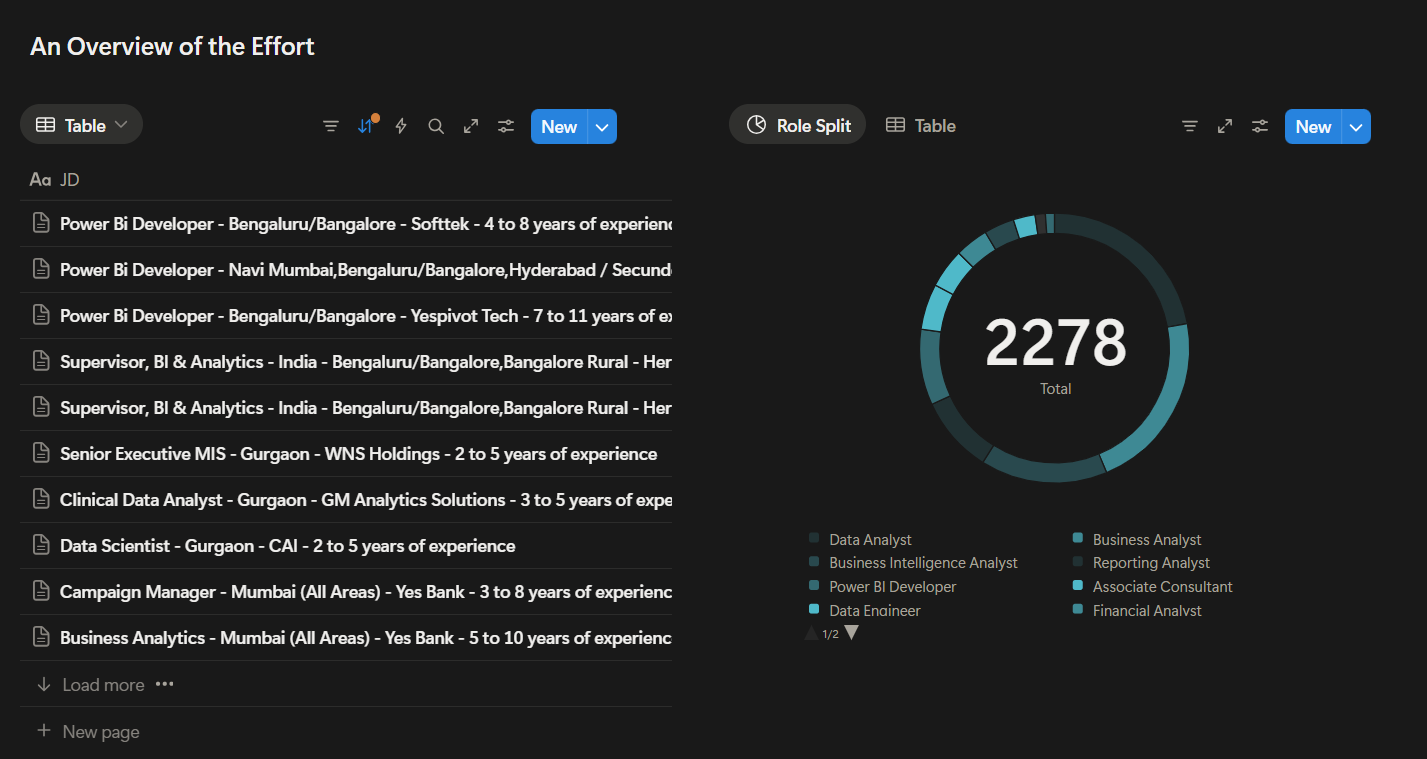 An Overview of the Effort
Table
New
Aa JD
Power Bi Developer - Bengaluru/Bangalore - Softtek - 4 to 8 years of experienc
Power Bi Developer - Navi Mumbai,Bengaluru/Bangalore,Hyderabad / Secunde
Power Bi Developer - Bengaluru/Bangalore - Yespivot Tech - 7 to 11 years of ex
Supervisor, BI & Analytics - India - Bengaluru/Bangalore,Bangalore Rural - Her
Supervisor, BI & Analytics - India - Bengaluru/Bangalore,Bangalore Rural - Her
Senior Executive MIS - Gurgaon - WNS Holdings - 2 to 5 years of experience
Clinical Data Analyst - Gurgaon - GM Analytics Solutions - 3 to 5 years of expe
Data Scientist - Gurgaon - CAI - 2 to 5 years of experience
Campaign Manager - Mumbai (All Areas) - Yes Bank - 3 to 8 years of experienc
Business Analytics - Mumbai (All Areas) - Yes Bank - 5 to 10 years of experienc
Load more •••
New page
Role Split Table
New
2278
Total
Data Analyst Business Analyst
Business Intelligence Analyst Reporting Analyst
Power BI Developer Associate Consultant
Data Engineer Financial Analyst
1/2